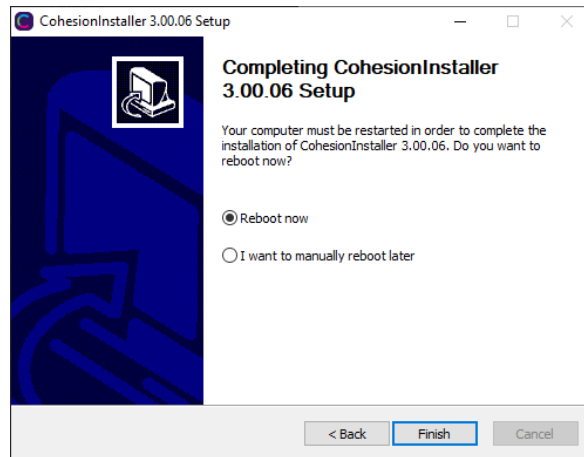 CohesionInstaller 3.00.06 Setup
Completing CohesionInstaller
3.00.06 Setup
Your computer must be restarted in order to complete the
installation of CohesionInstaller 3.00.06. Do you want to
reboot now?
Reboot now
I want to manually reboot later
< Back
Finish
Cancel